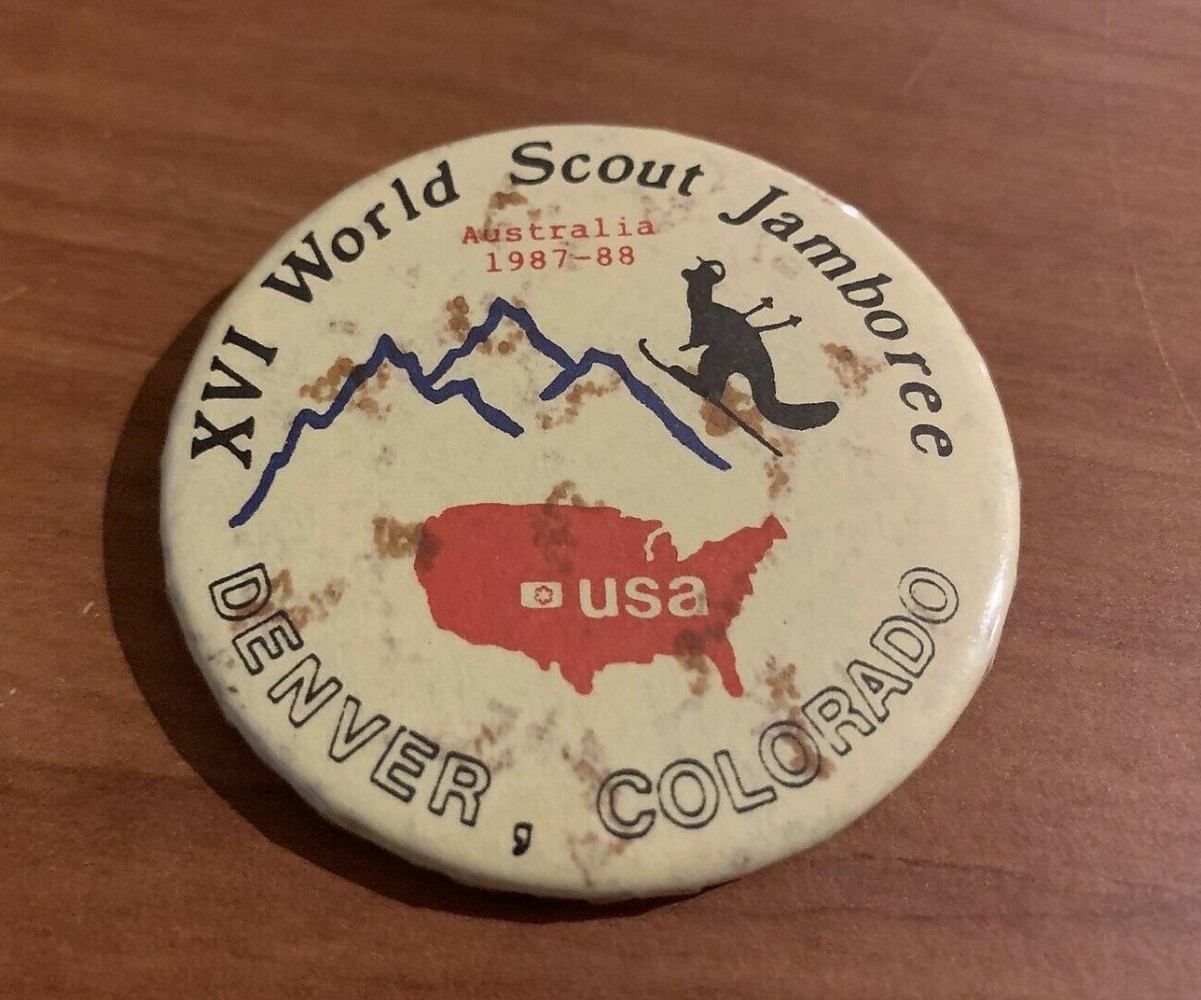 XVI World Scout Jamboree
Australia
1987-88
usa
DENVER, COLORADO